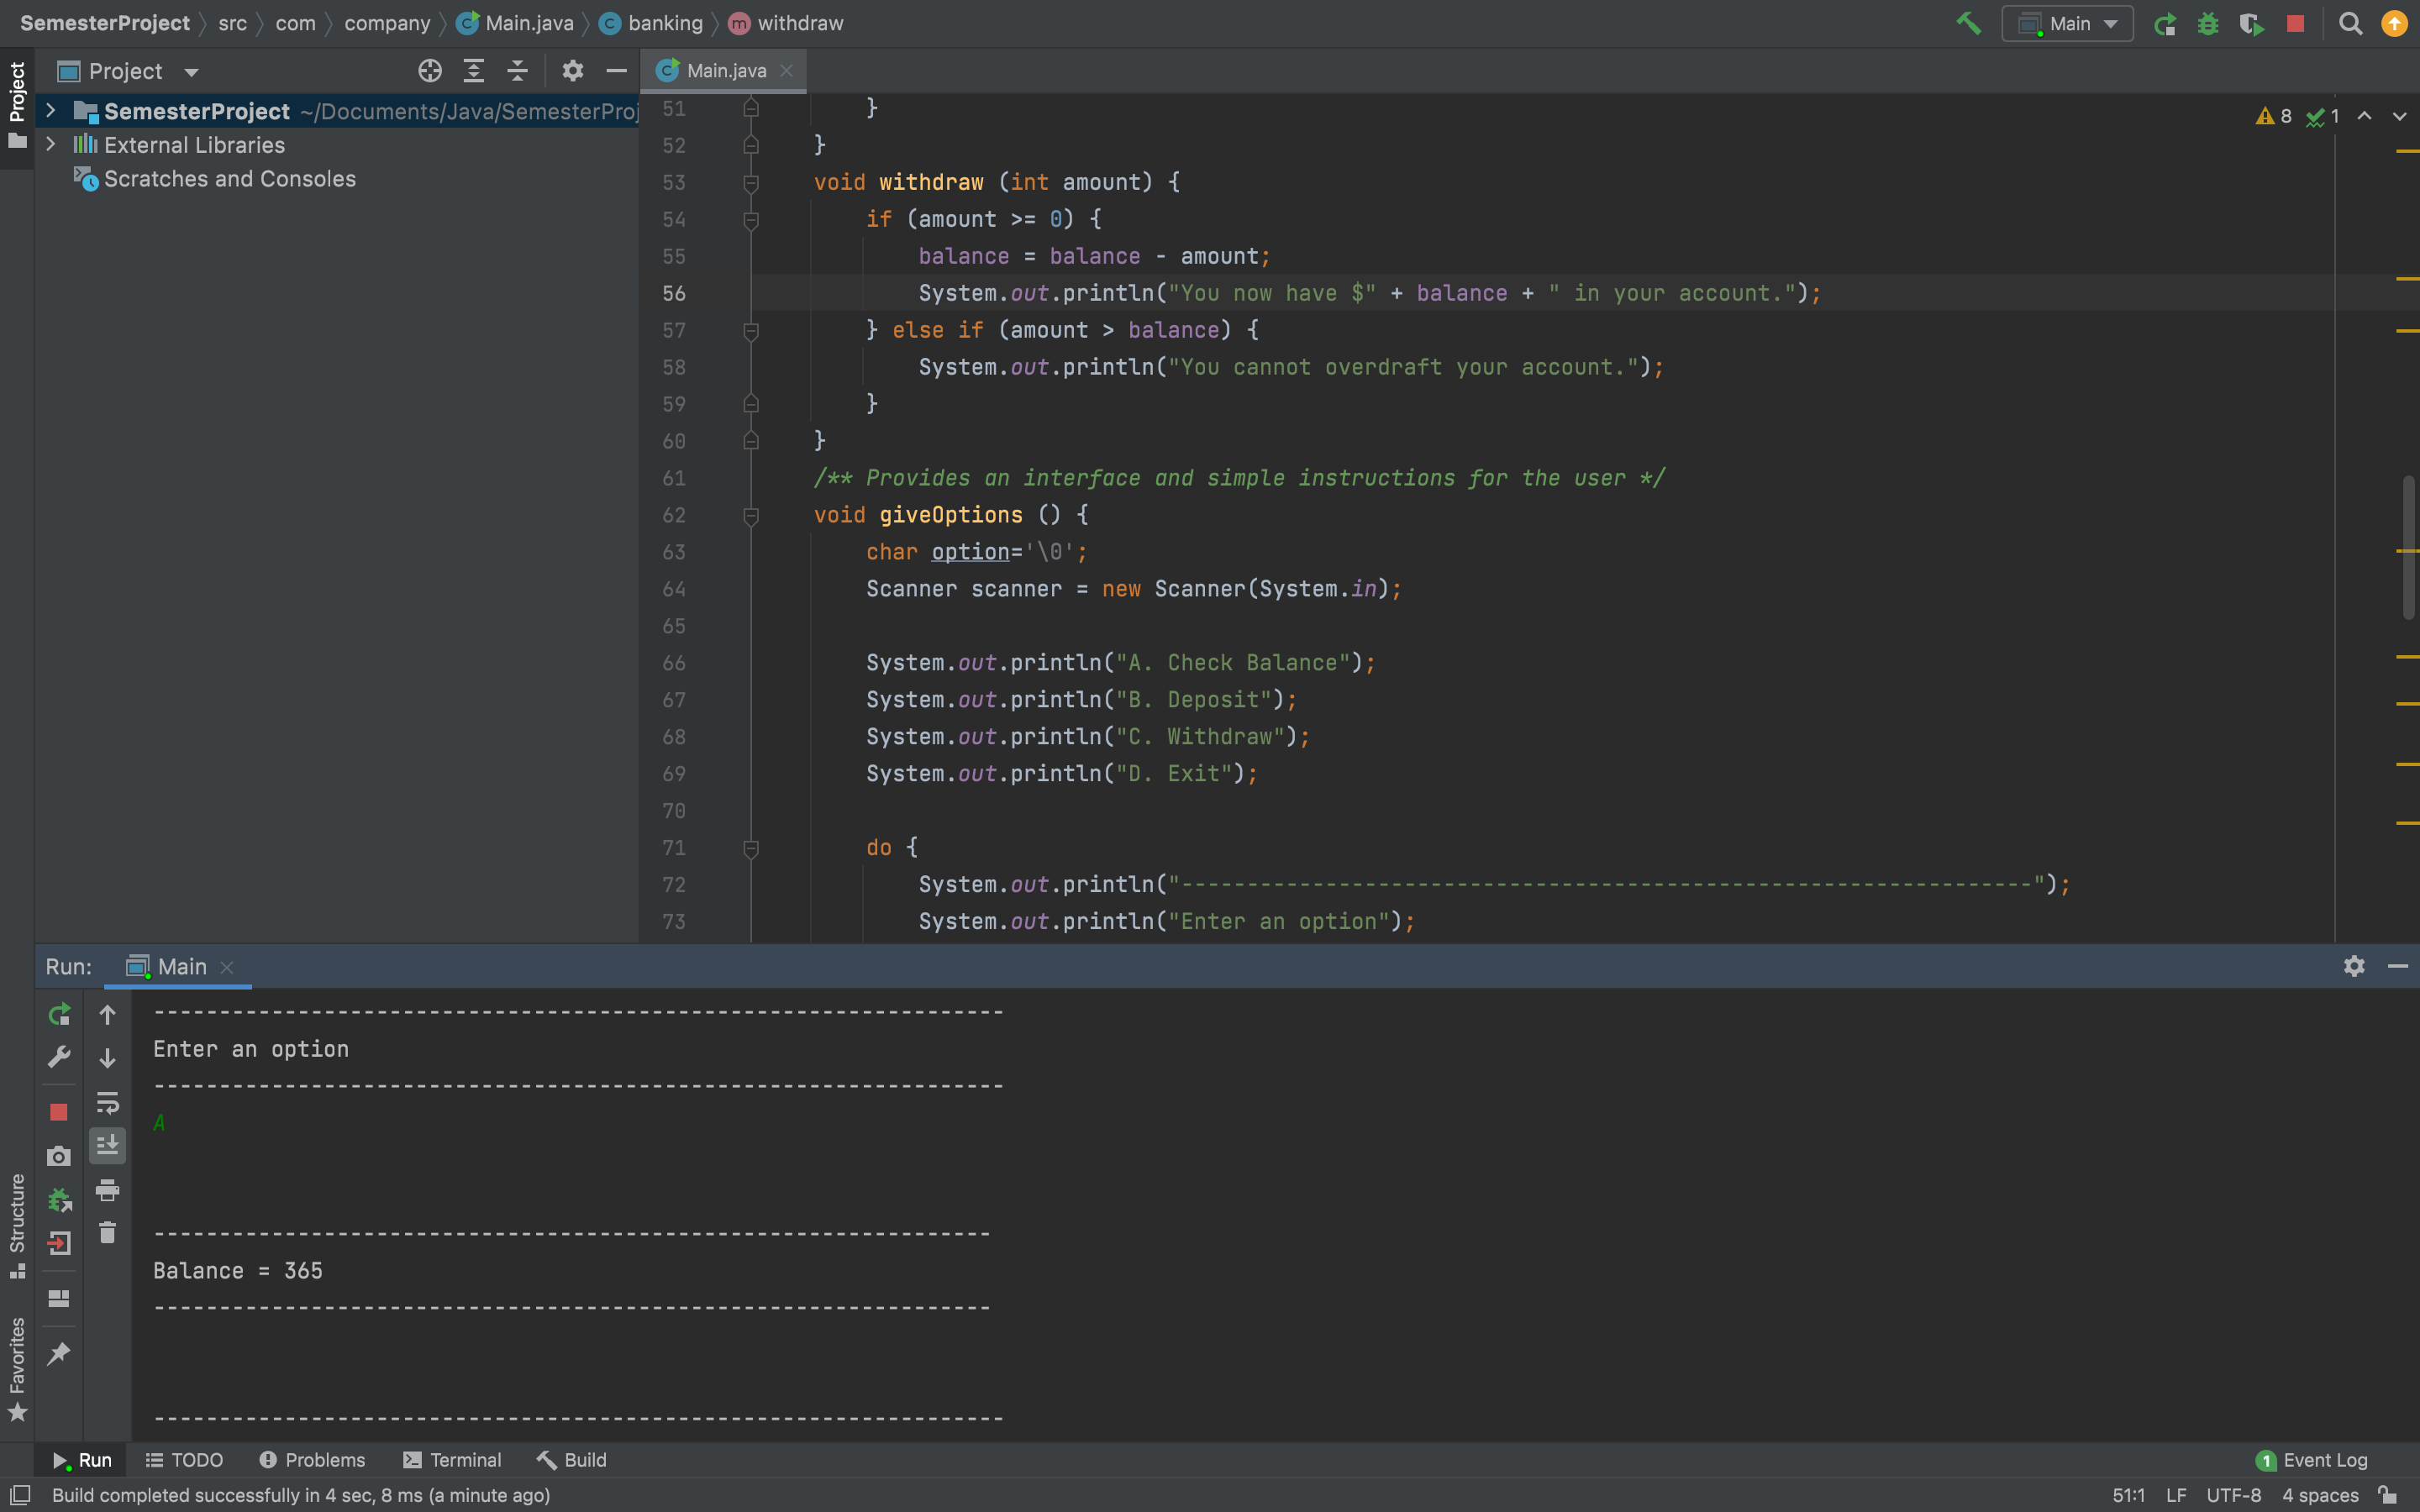 SemesterProject src com company Main.java banking withdraw Main
Project Project Main.java
SemesterProject ~/Documents/Java/SemesterProj
External Libraries
Scratches and Consoles
8 1
51 }
52 }
53 void withdraw (int amount) {
54 if (amount >= 0) {
55 balance = balance - amount;
56 System.out.println("You now have $" + balance + " in your account.");
57 } else if (amount > balance) {
58 System.out.println("You cannot overdraft your account.");
59 }
60 }
61 /** Provides an interface and simple instructions for the user */
62 void giveOptions () {
63 char option='\0';
64 Scanner scanner = new Scanner(System.in);
65
66 System.out.println("A. Check Balance");
67 System.out.println("B. Deposit");
68 System.out.println("C. Withdraw");
69 System.out.println("D. Exit");
70
71 do {
72 System.out.println("-----------------------------------------------------------------");
73 System.out.println("Enter an option");
Run: Main
-----------------------------------------------------------------
Enter an option
-----------------------------------------------------------------
A
----------------------------------------------------------------
Balance = 365
----------------------------------------------------------------
-----------------------------------------------------------------
Structure
Favorites
Run TODO Problems Terminal Build 1 Event Log
Build completed successfully in 4 sec, 8 ms (a minute ago) 51:1 LF UTF-8 4 spaces